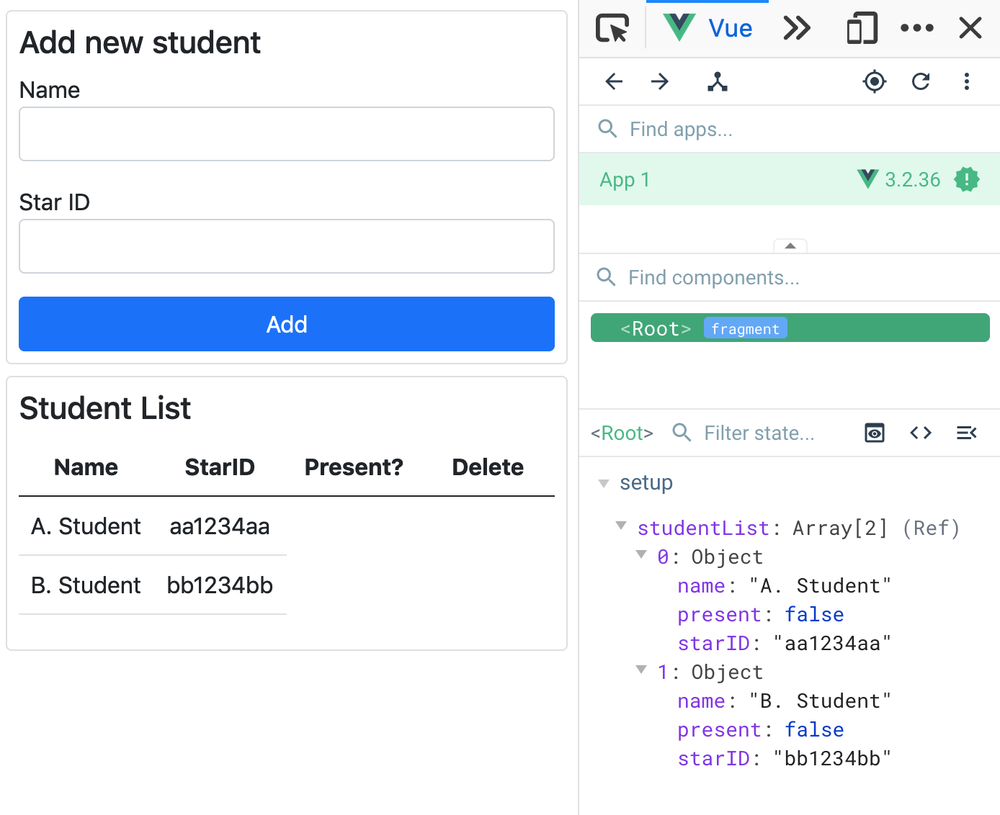 Add new student
Name
Star ID
Add
Student List
Name StarID Present? Delete
A. Student aa1234aa
B. Student bb1234bb
Vue
Find apps...
App 1 3.2.36
Find components...
<Root> fragment
<Root> Filter state...
setup
studentList: Array[2] (Ref)
0: Object
name: "A. Student"
present: false
starID: "aa1234aa"
1: Object
name: "B. Student"
present: false
starID: "bb1234bb"